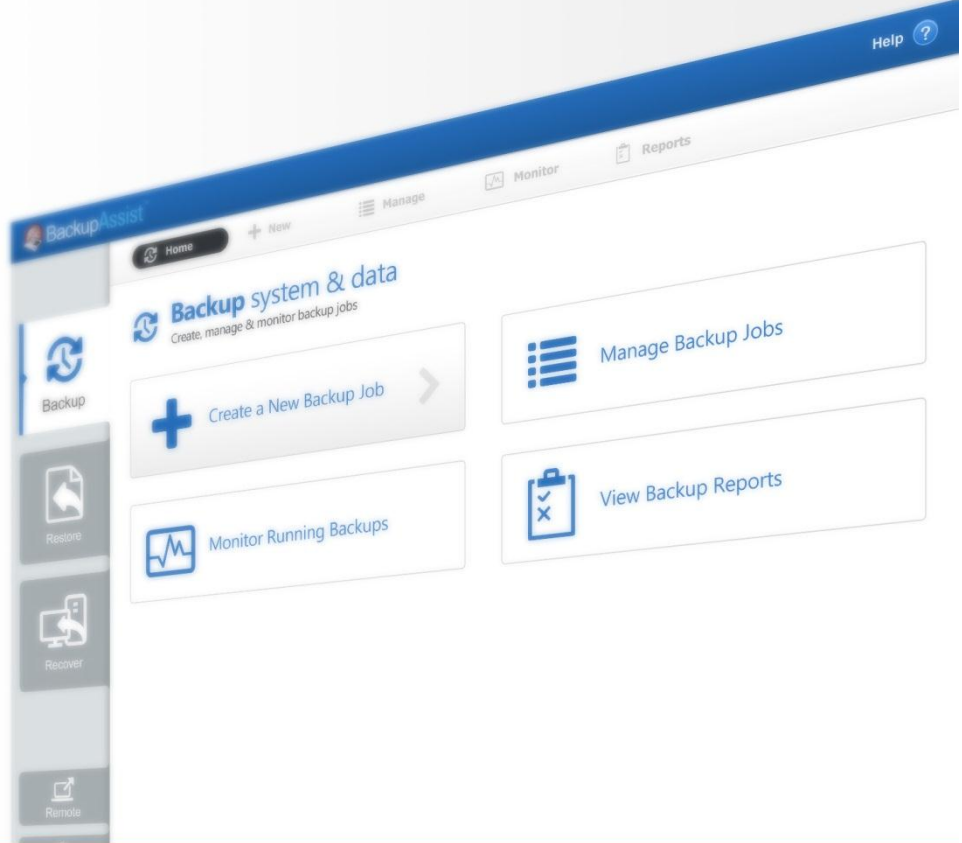 Help ?
BackupAssist™
Home
New
Manage
Monitor
Reports
Backup system & data
Create, manage & monitor backup jobs
Backup
Restore
Recover
Remote
Create a New Backup Job
Manage Backup Jobs
Monitor Running Backups
View Backup Reports